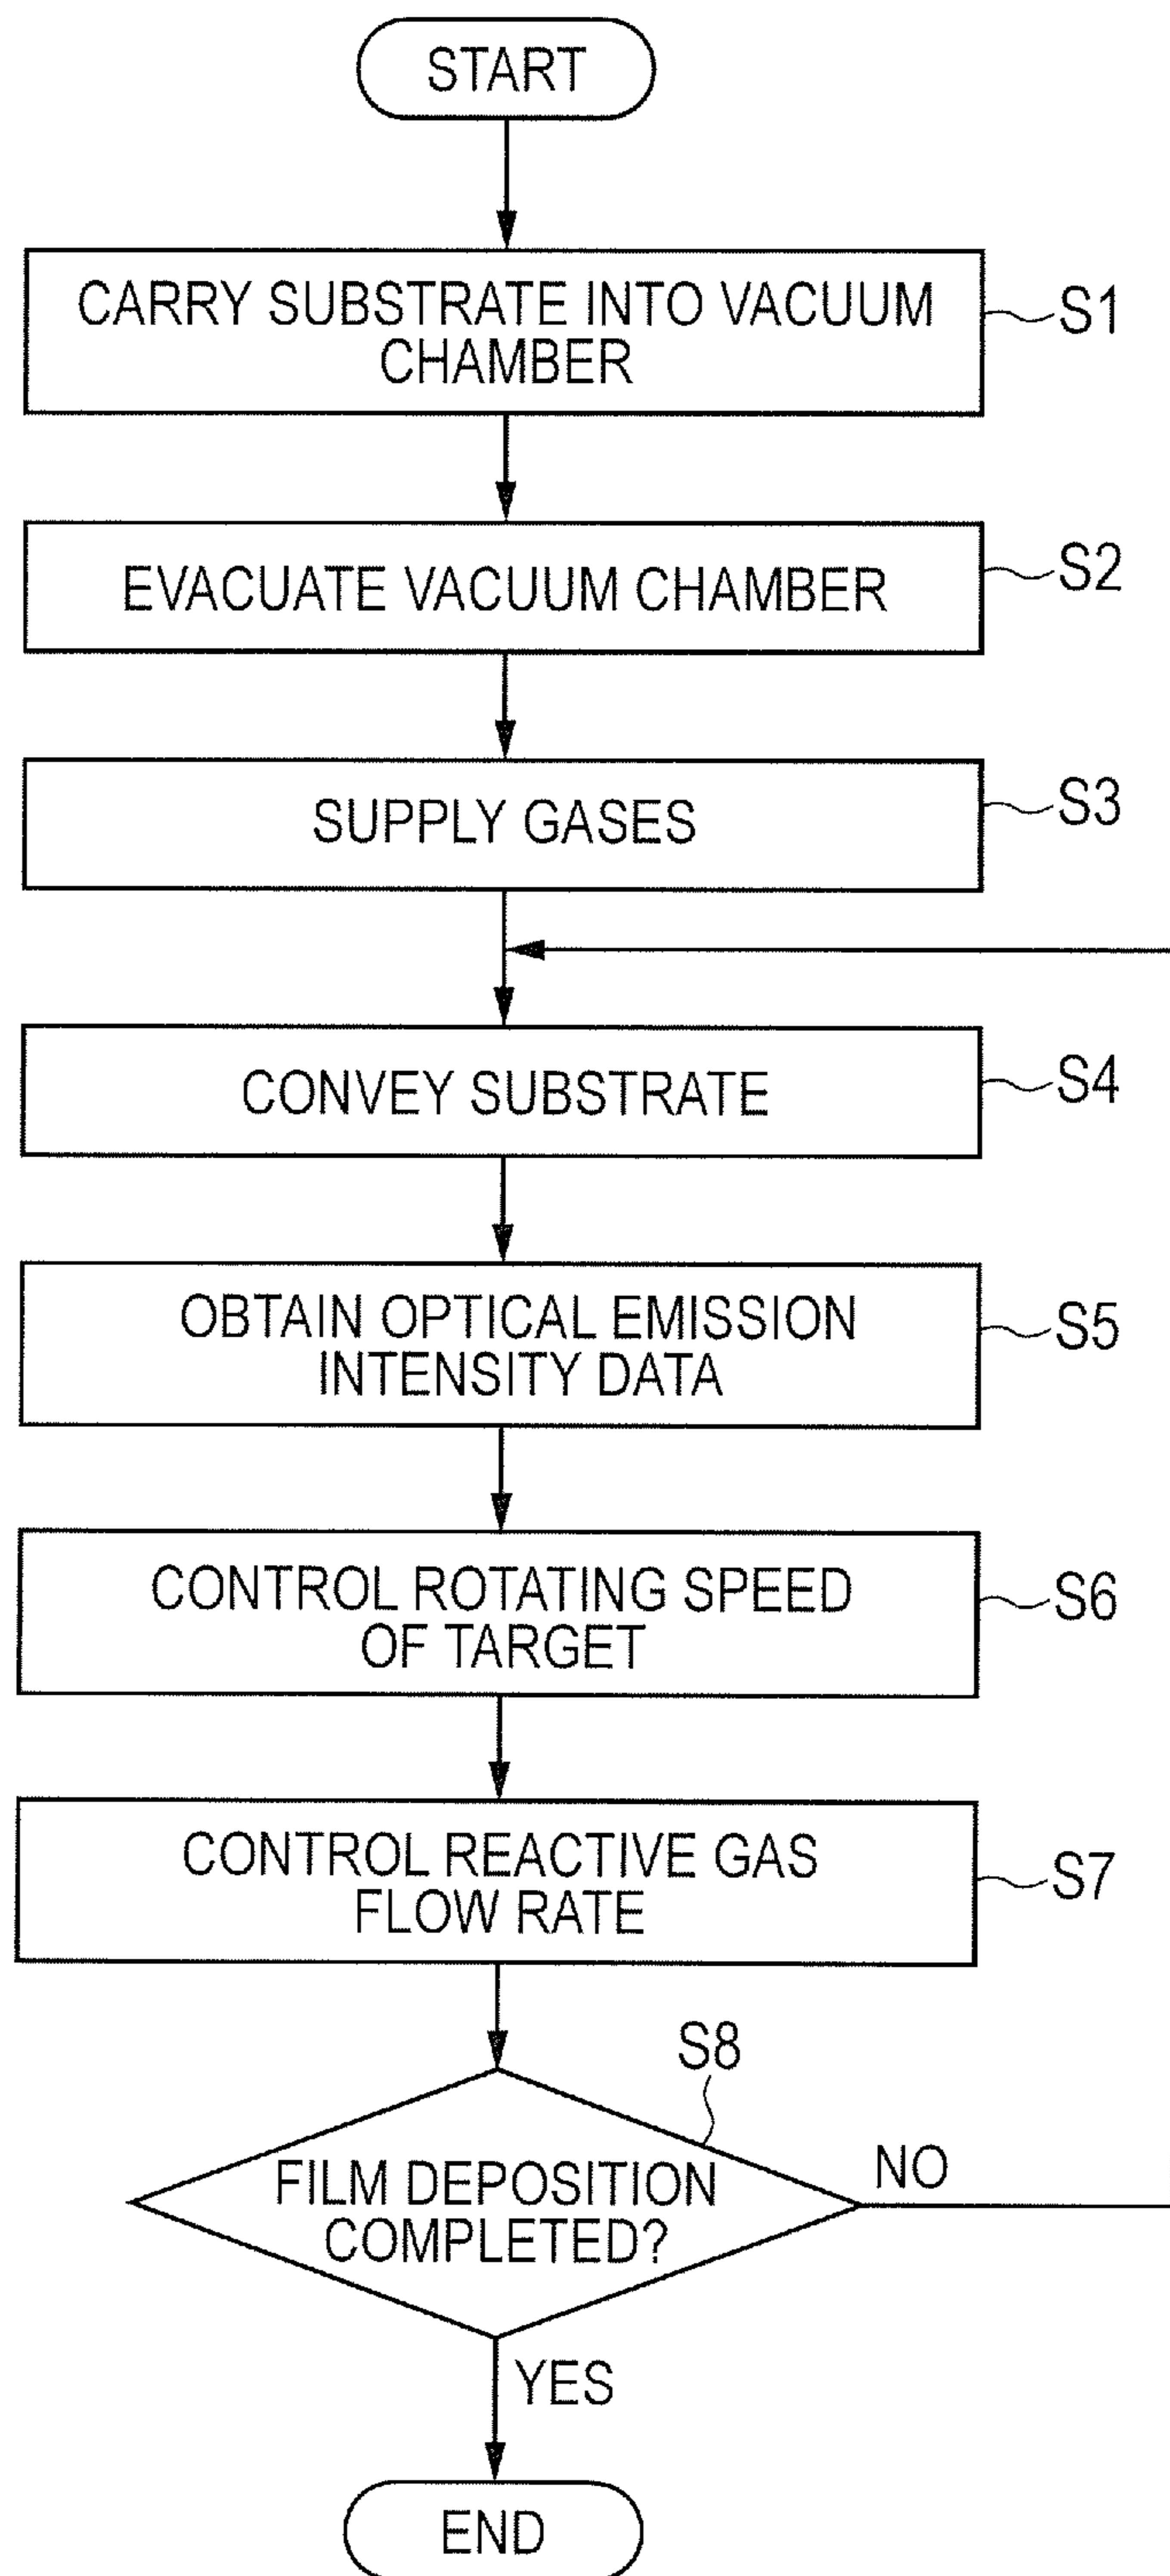 START
CARRY SUBSTRATE INTO VACUUM
CHAMBER
S1
EVACUATE VACUUM CHAMBER
S2
SUPPLY GASES
S3
CONVEY SUBSTRATE
S4
OBTAIN OPTICAL EMISSION
INTENSITY DATA
S5
CONTROL ROTATING SPEED
OF TARGET
S6
CONTROL REACTIVE GAS
FLOW RATE
S7
S8
FILM DEPOSITION
COMPLETED?
NO
YES
END